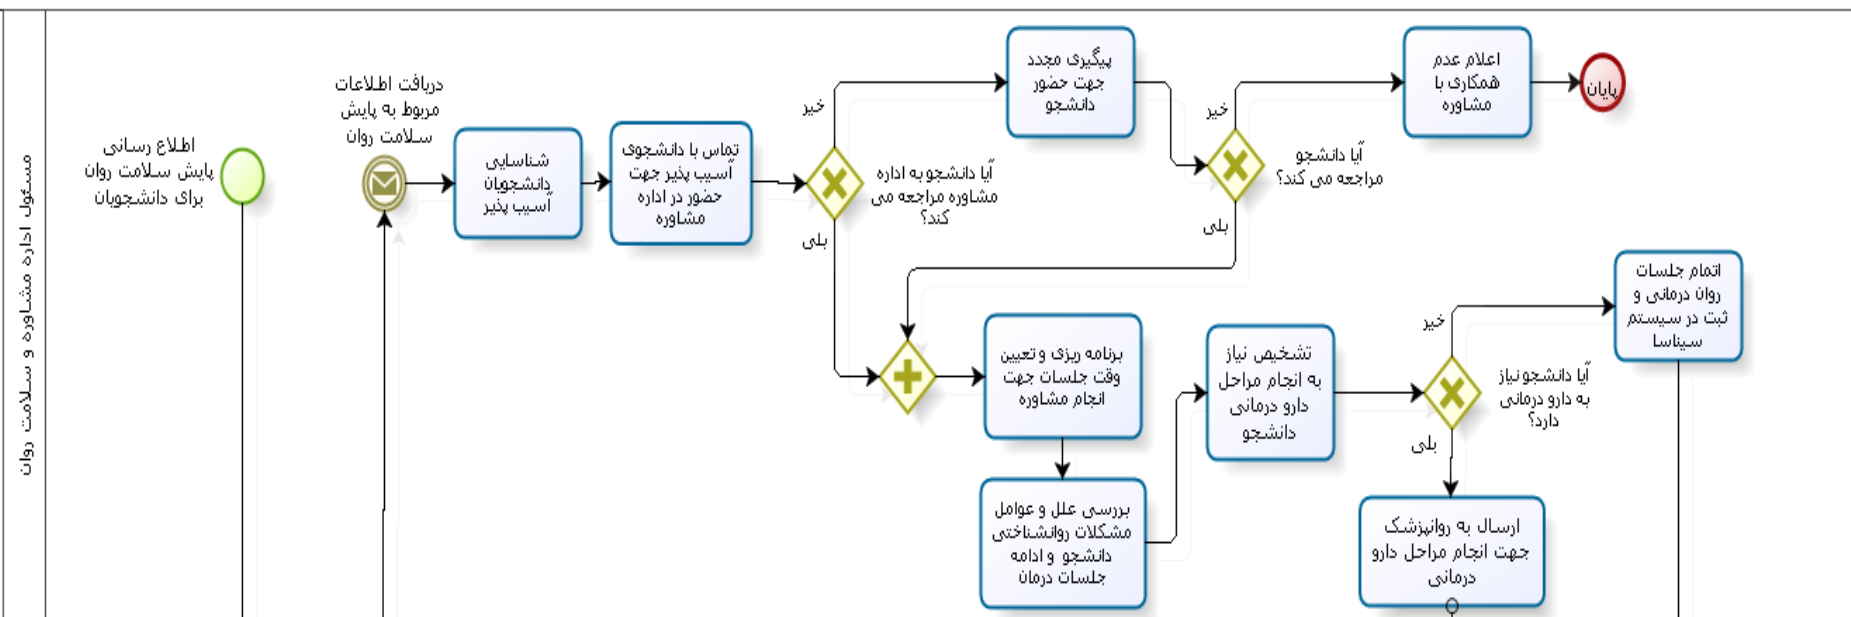 مسئول اداره مشاوره و سلامت روان
اطلاع رسانی
پایش سلامت روان
برای دانشجویان
دریافت اطلاعات
مربوط به پایش
سلامت روان
شناسایی
دانشجویان
آسیب پذیر
تماس با دانشجوی
آسیب پذیر جهت
حضور در اداره
مشاوره
خیر
بلی
آیا دانشجو به اداره
مشاوره مراجعه می
کند؟
پیگیری مجدد
جهت حضور
دانشجو
خیر
بلی
آیا دانشجو
مراجعه می کند؟
اعلام عدم
همکاری با
مشاوره
پایان
برنامه ریزی و تعیین
وقت جلسات جهت
انجام مشاوره
بررسی علل و عوامل
مشکلات روانشناختی
دانشجو و ادامه
جلسات درمان
تشخیص نیاز
به انجام مراحل
دارو درمانی
دانشجو
خیر
بلی
آیا دانشجو نیاز
به دارو درمانی
دارد؟
اتمام جلسات
روان درمانی و
ثبت در سیستم
سیناسا
ارسال به روانپزشک
جهت انجام مراحل دارو
درمانی